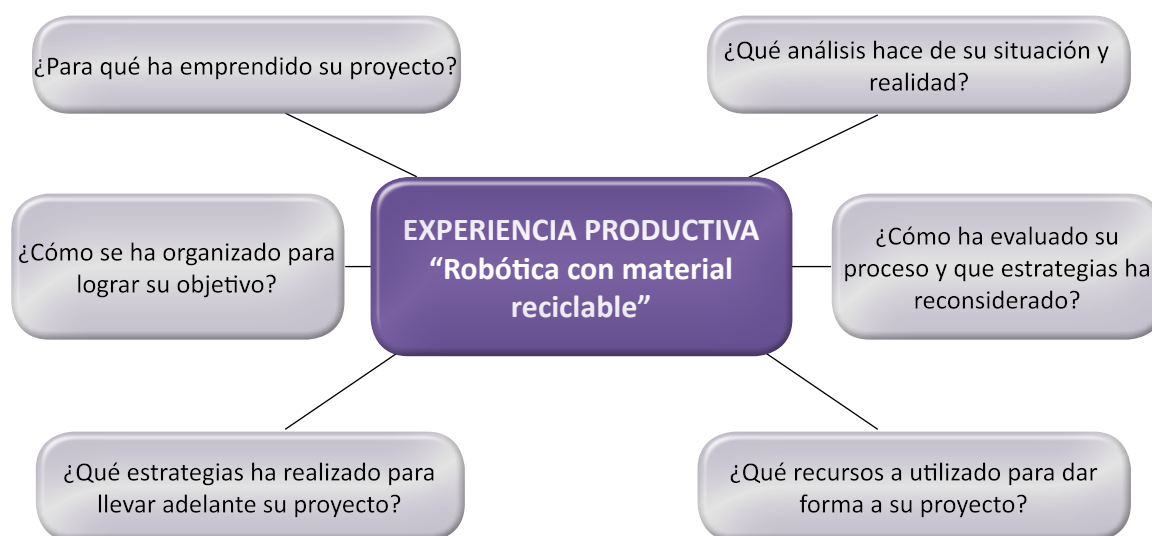 ¿Para qué ha emprendido su proyecto?
¿Qué análisis hace de su situación y
realidad?
EXPERIENCIA PRODUCTIVA
“Robótica con material
reciclable”
¿Cómo se ha organizado para
lograr su objetivo?
¿Cómo ha evaluado su
proceso y que estrategias ha
reconsiderado?
¿Qué estrategias ha realizado para
llevar adelante su proyecto?
¿Qué recursos a utilizado para dar
forma a su proyecto?